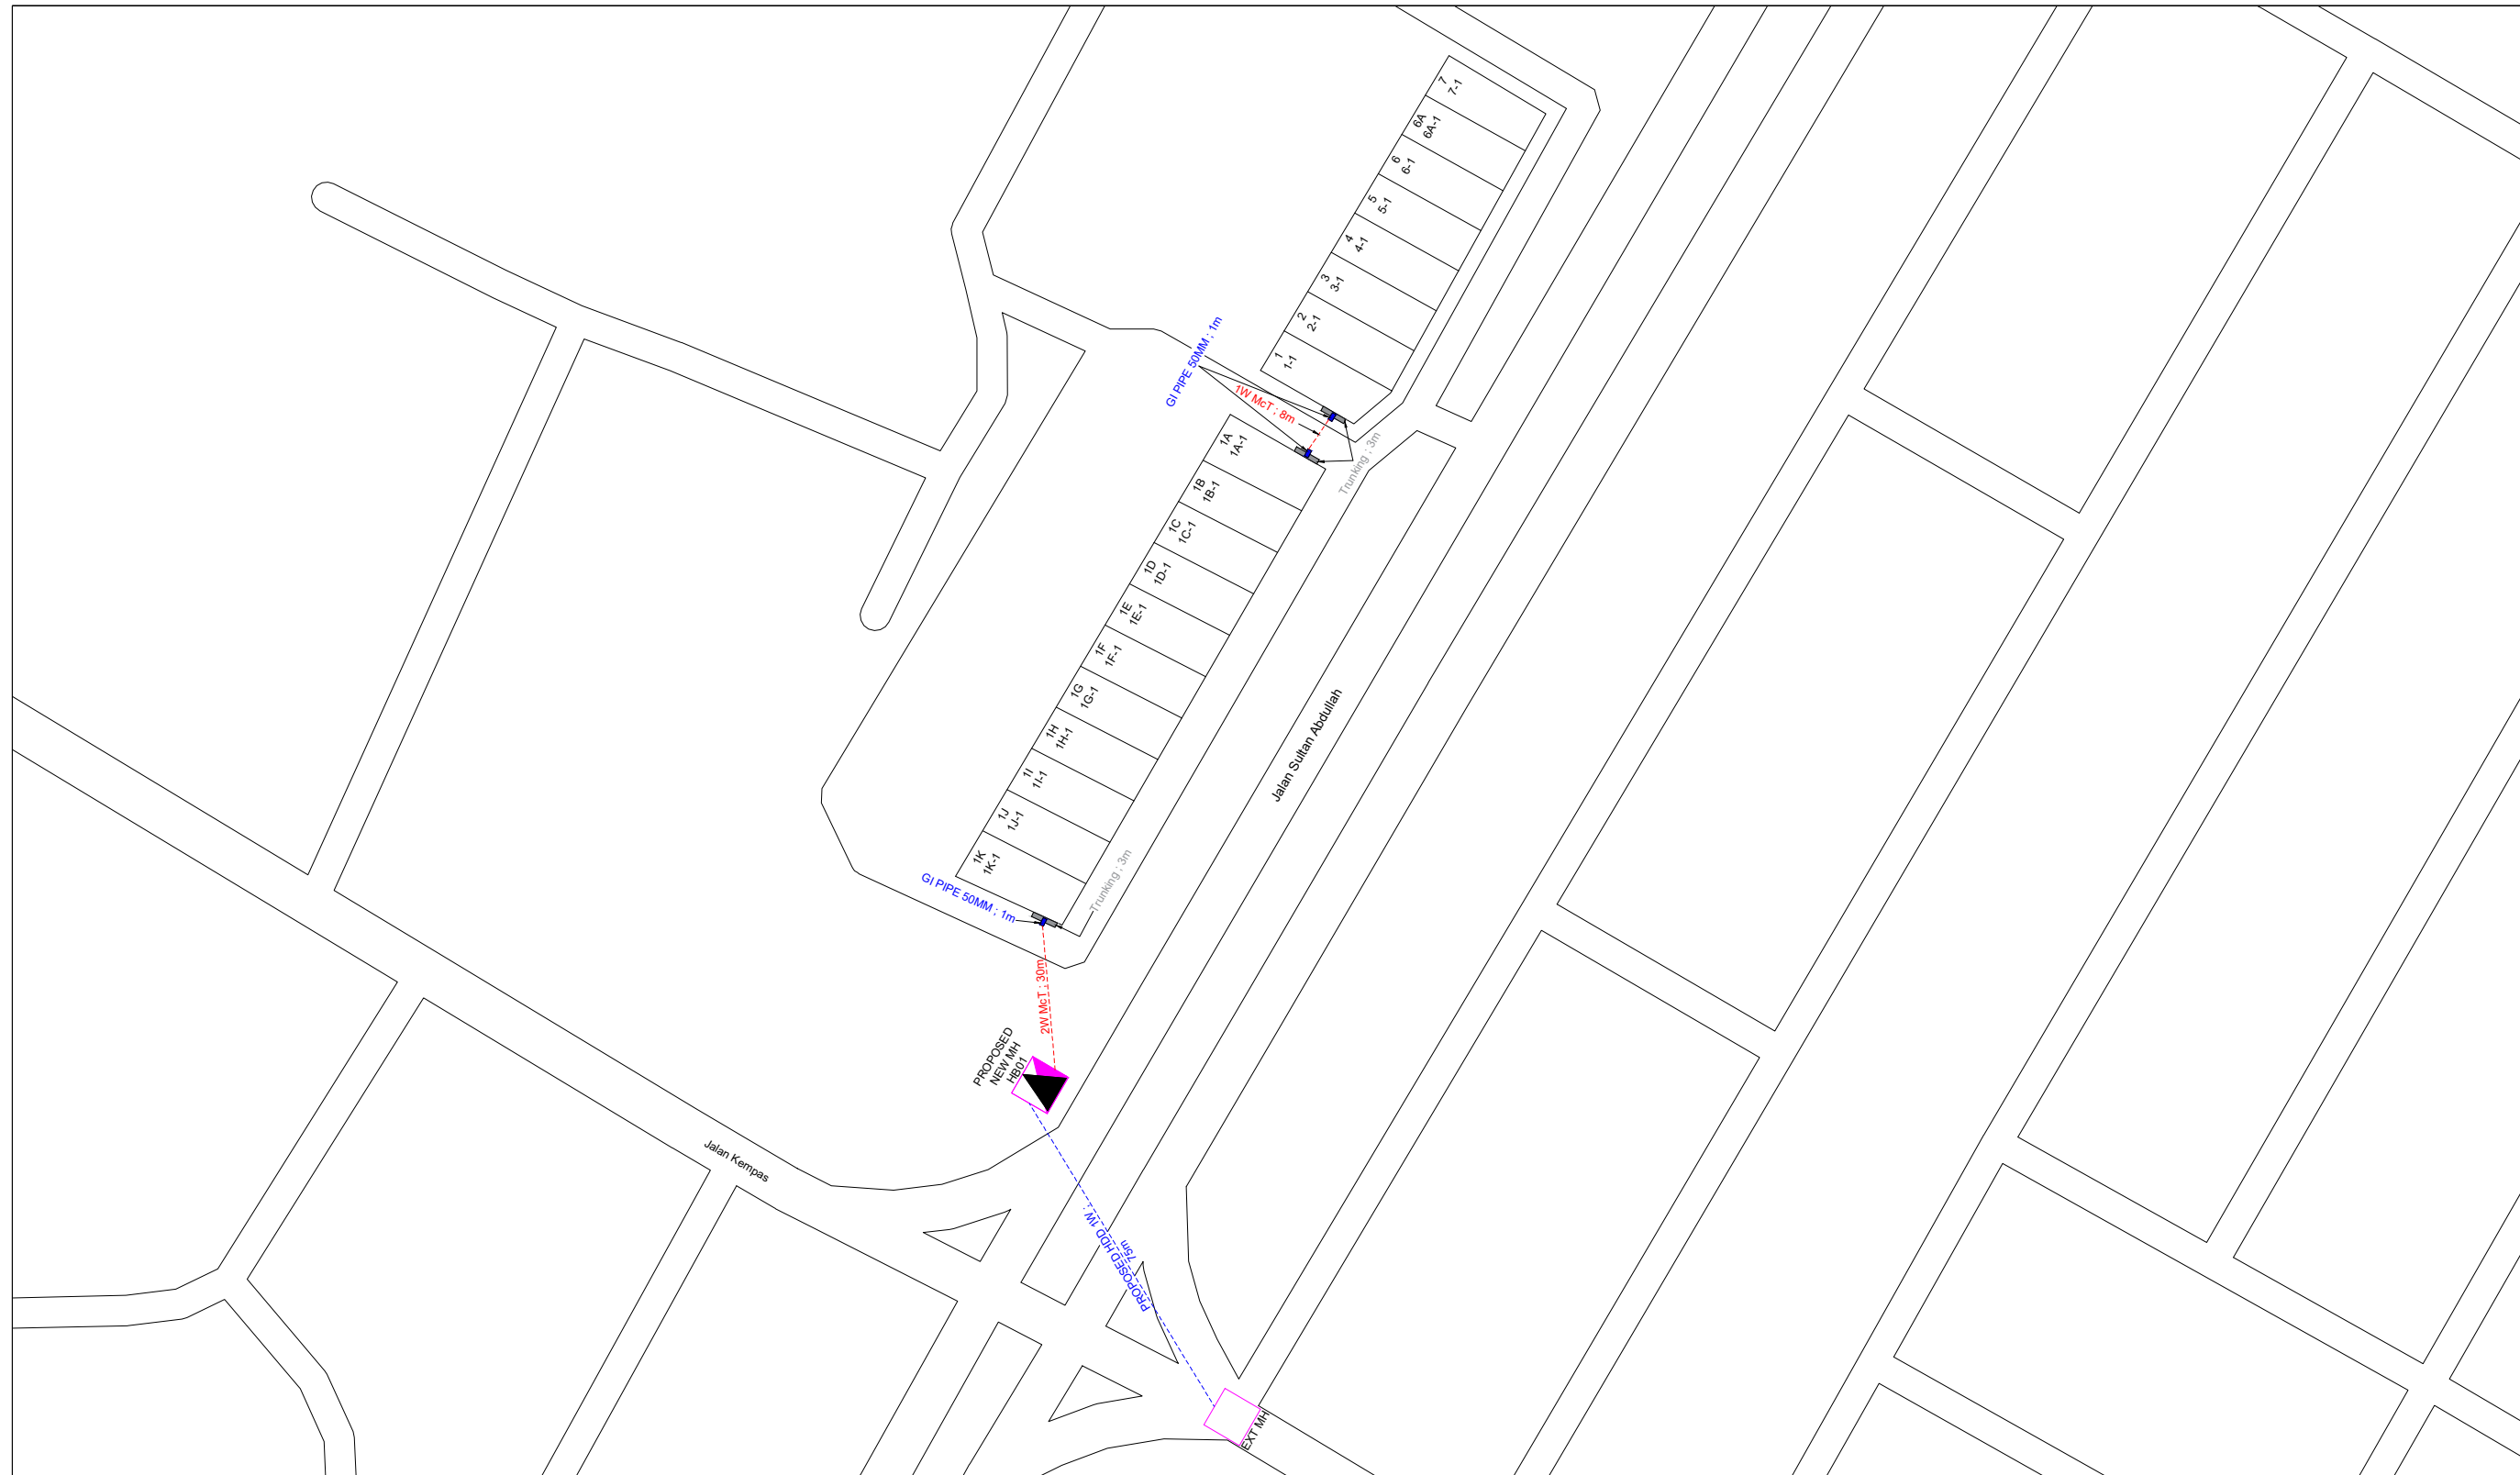 7
7-1
6A
6A-1
6
6-1
5
5-1
4
4-1
3
3-1
2
2-1
1
1-1
GI PIPE 50MM ; 1m
1W McT ; 8m
Trunking ; 3m
1A
1A-1
1B
1B-1
1C
1C-1
1D
1D-1
1E
1E-1
1F
1F-1
1G
1G-1
1H
1H-1
1I
1I-1
1J
1J-1
1K
1K-1
Jalan Sultan Abdullah
GI PIPE 50MM ; 1m
Trunking ; 3m
2W McT ; 30m
PROPOSED
NEW MH
HB01
Jalan Kempas
PROPOSED HDD 1W ;
75m
EXT MH